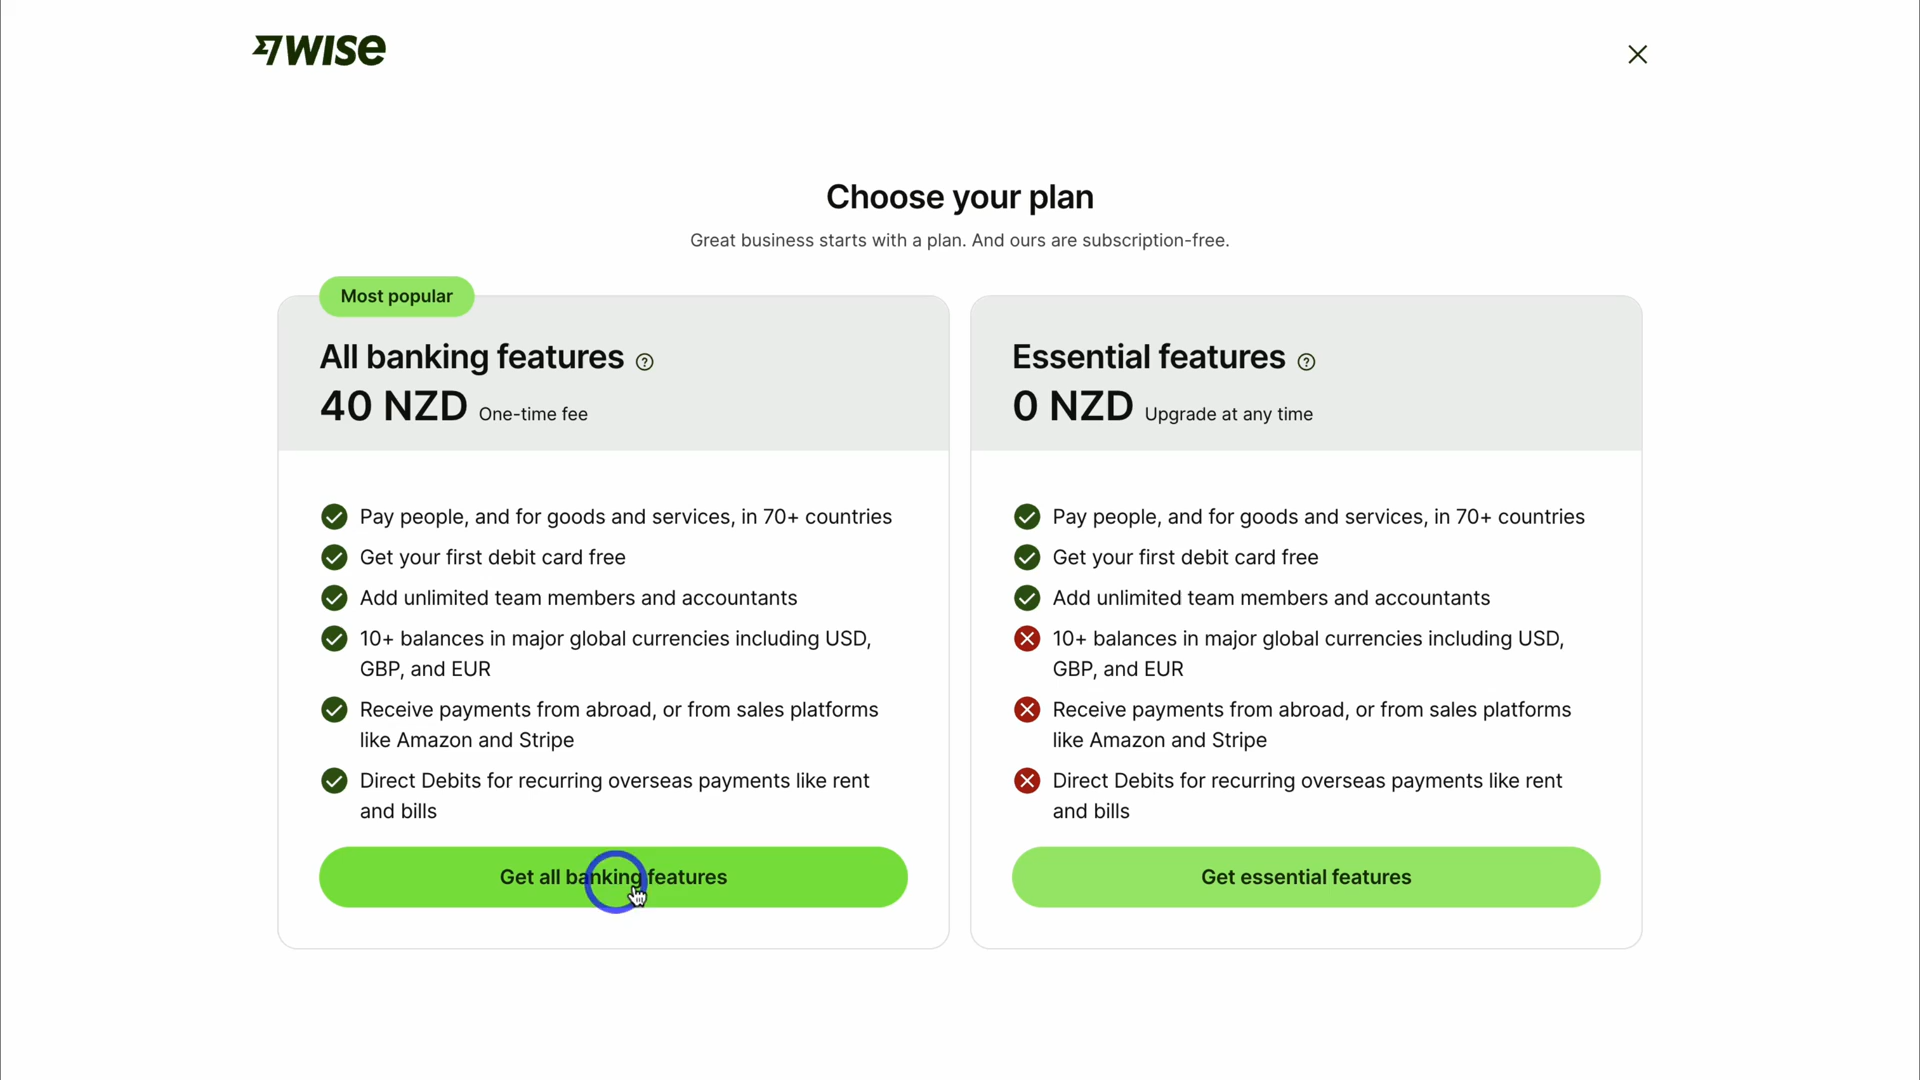 wise
Choose your plan
Great business starts with a plan. And ours are subscription-free.
Most popular
All banking features ?
40 NZD One-time fee
Pay people, and for goods and services, in 70+ countries
Get your first debit card free
Add unlimited team members and accountants
10+ balances in major global currencies including USD,
GBP, and EUR
Receive payments from abroad, or from sales platforms
like Amazon and Stripe
Direct Debits for recurring overseas payments like rent
and bills
Get all banking features
Essential features ?
0 NZD Upgrade at any time
Pay people, and for goods and services, in 70+ countries
Get your first debit card free
Add unlimited team members and accountants
10+ balances in major global currencies including USD,
GBP, and EUR
Receive payments from abroad, or from sales platforms
like Amazon and Stripe
Direct Debits for recurring overseas payments like rent
and bills
Get essential features